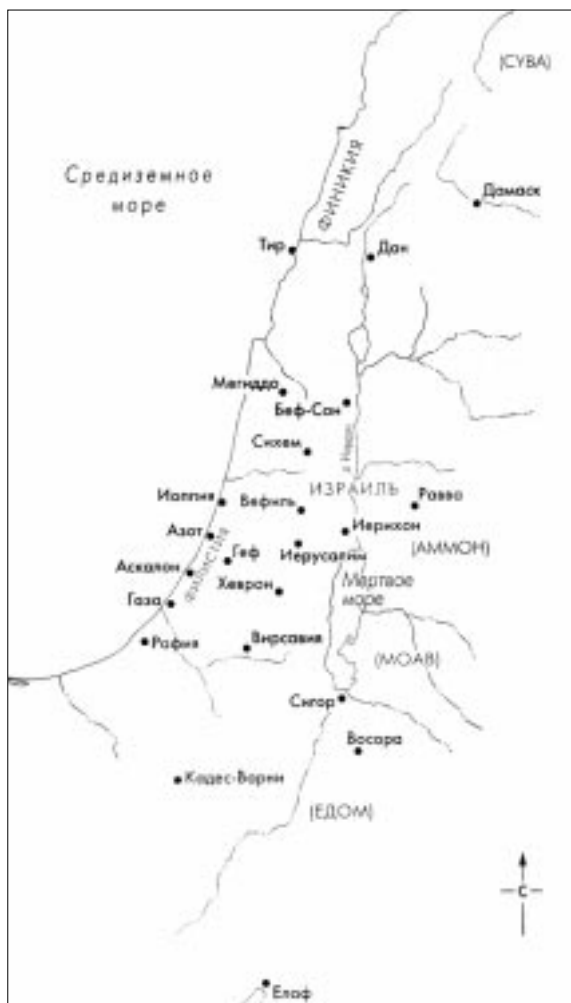 (СУВА)
Средиземное
море
ФИНИКИЯ
Дамаск
Тир
Дан
Мегиддо
Беф-Сан
Сихем
р. Иордан
ИЗРАИЛЬ
Иоппия
Вефиль
Равва
Азот
ФИЛИСТИЯ
Геф
Иерусалим
Иерихон
(АММОН)
Аскалон
Хеврон
Мертвое
море
Газа
Рафия
Вирсавия
(МОАВ)
Сигор
Восора
Кадес-Варни
(ЕДОМ)
С
Елаф